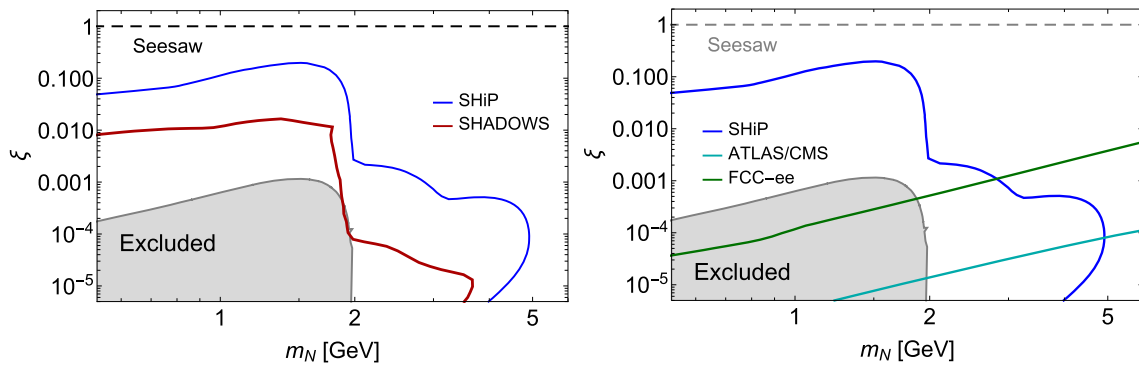 1
0.100
0.010
0.001
10⁻⁴
10⁻⁵
ξ
Seesaw
SHiP
SHADOWS
Excluded
1
2
5
m_N [GeV]
1
0.100
0.010
0.001
10⁻⁴
10⁻⁵
ξ
Seesaw
SHiP
ATLAS/CMS
FCC–ee
Excluded
1
2
5
m_N [GeV]